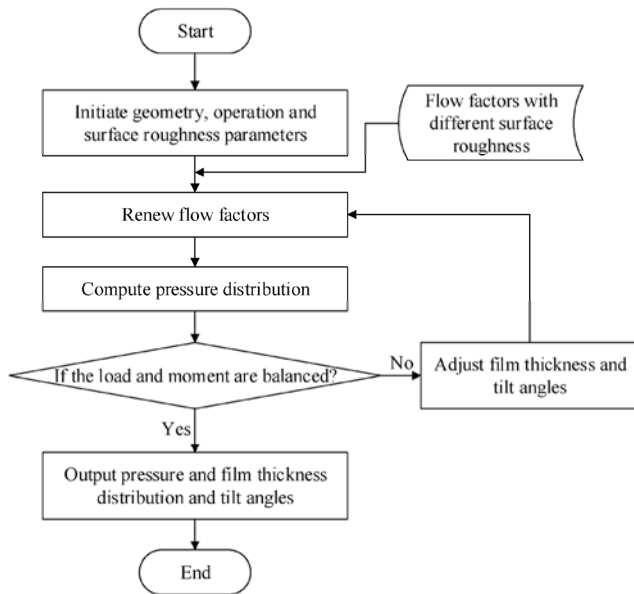 Start
Initiate geometry, operation and
surface roughness parameters
Flow factors with
different surface
roughness
Renew flow factors
Compute pressure distribution
If the load and moment are balanced?
No
Adjust film thickness and
tilt angles
Yes
Output pressure and film thickness
distribution and tilt angles
End